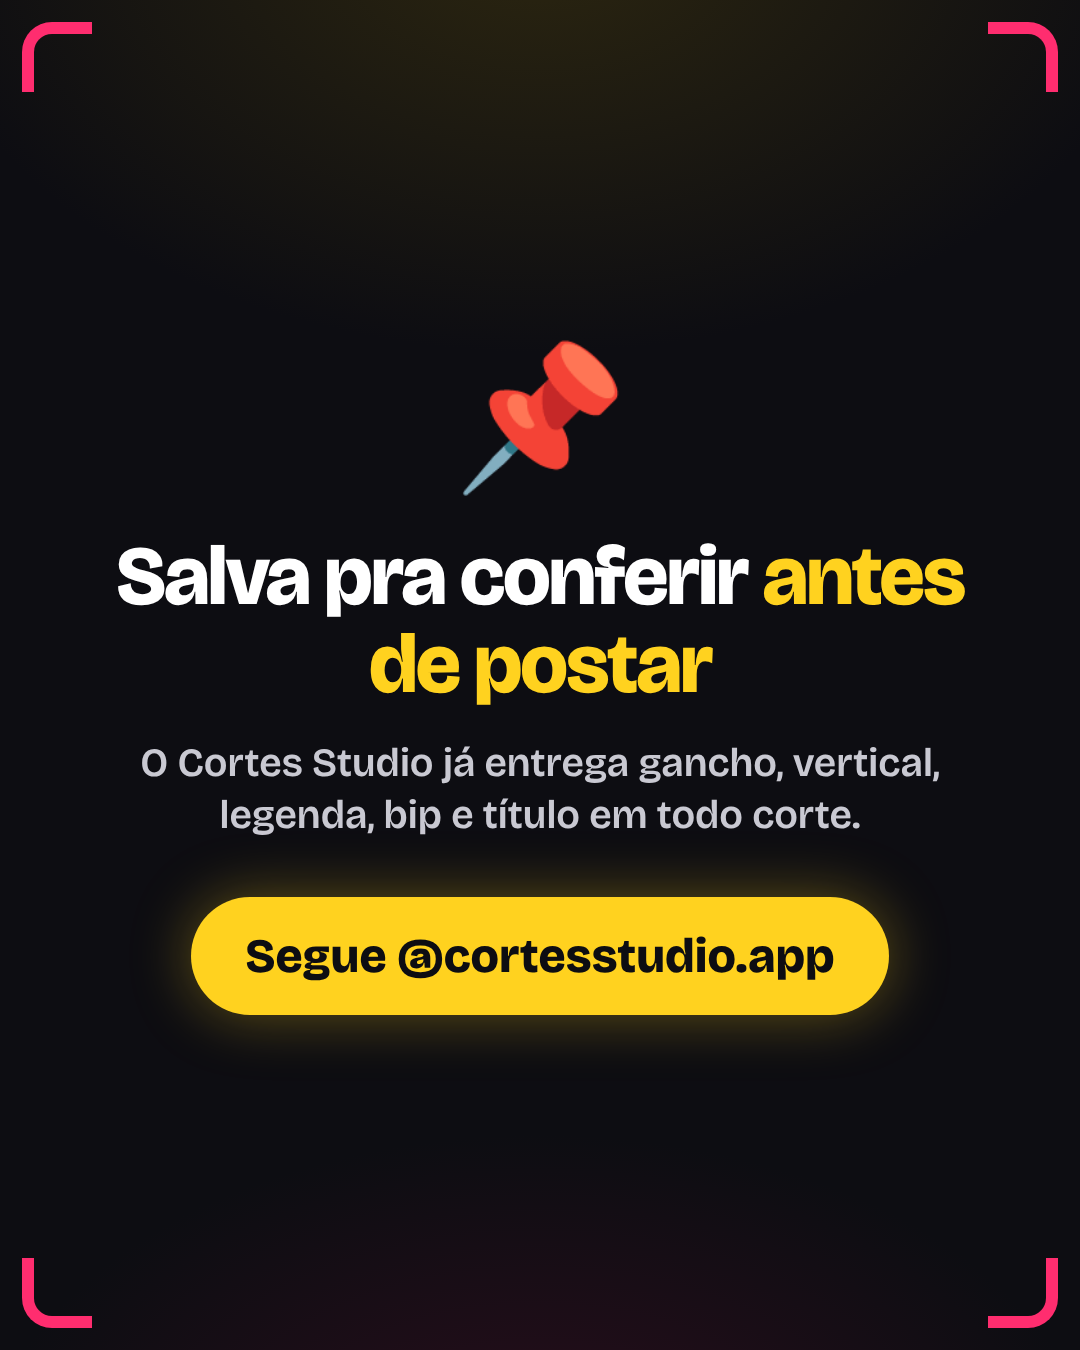 Salva pra conferir antes
de postar
O Cortes Studio já entrega gancho, vertical,
legenda, bip e título em todo corte.
Segue @cortesstudio.app